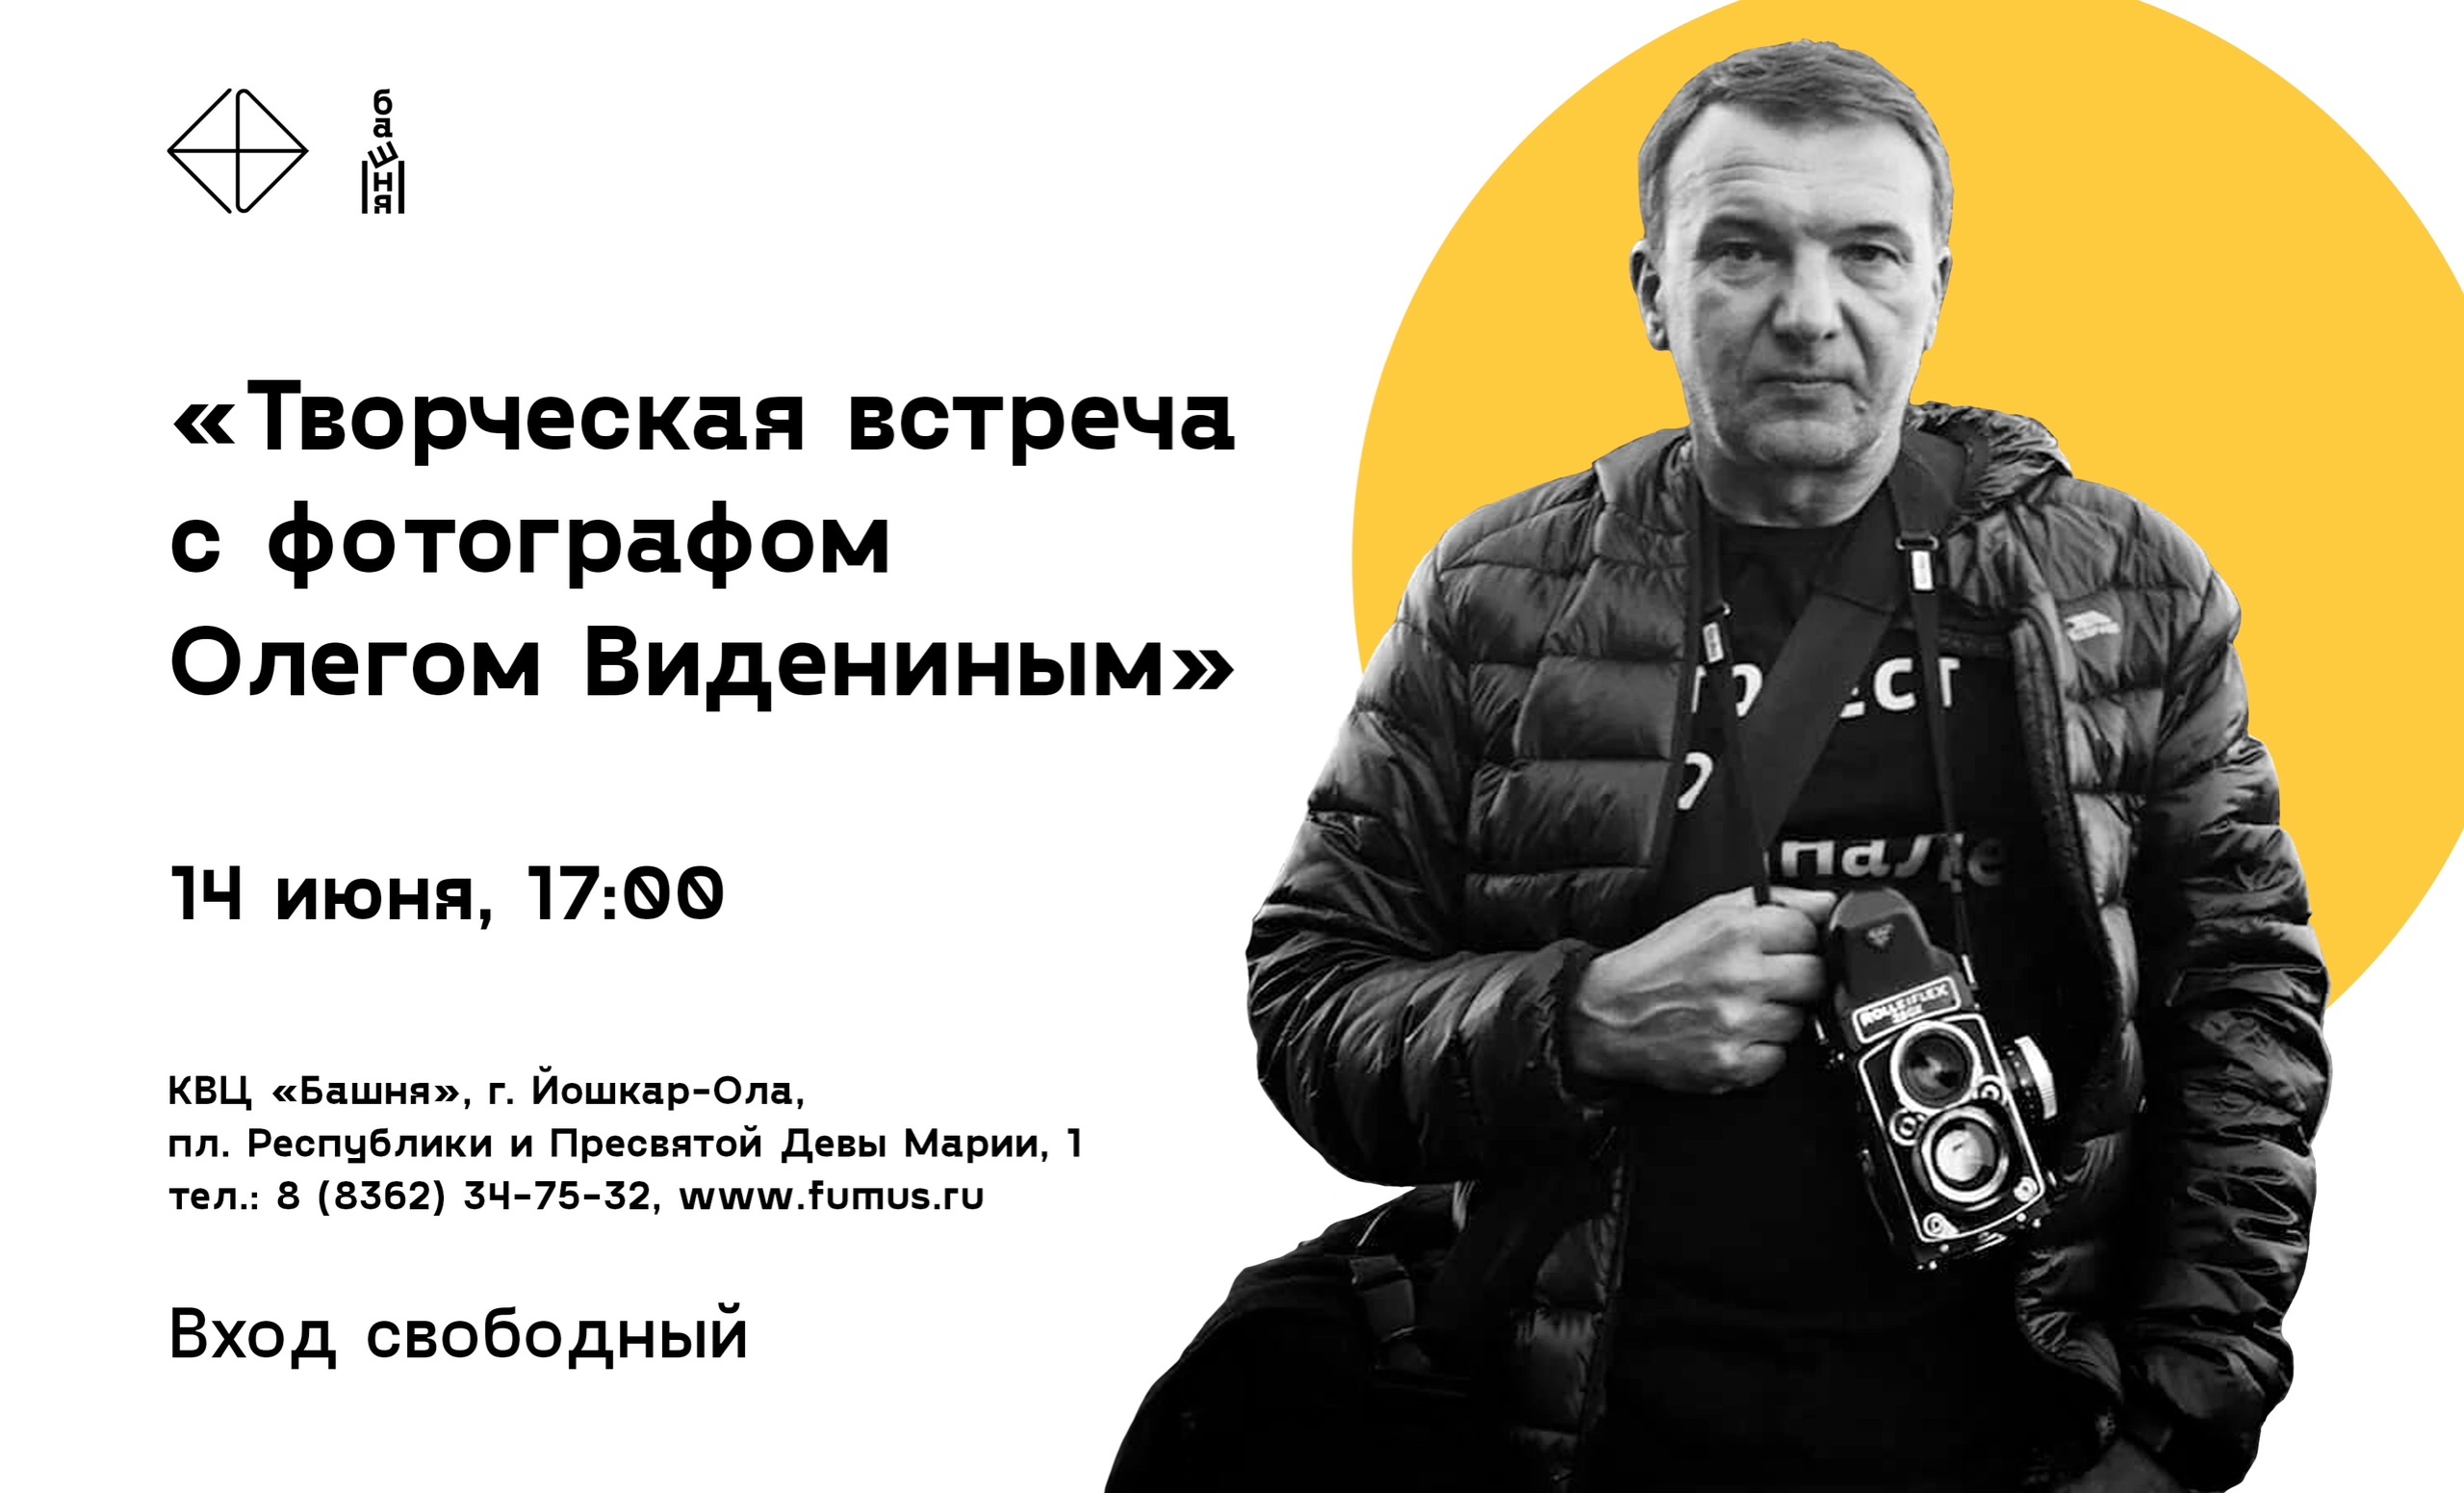 башня
«Творческая встреча
с фотографом
Олегом Видениным»
14 июня, 17:00
КВЦ «Башня», г. Йошкар-Ола,
пл. Республики и Пресвятой Девы Марии, 1
тел.: 8 (8362) 34-75-32, www.fumus.ru
Вход свободный
ROLLEIFLEX